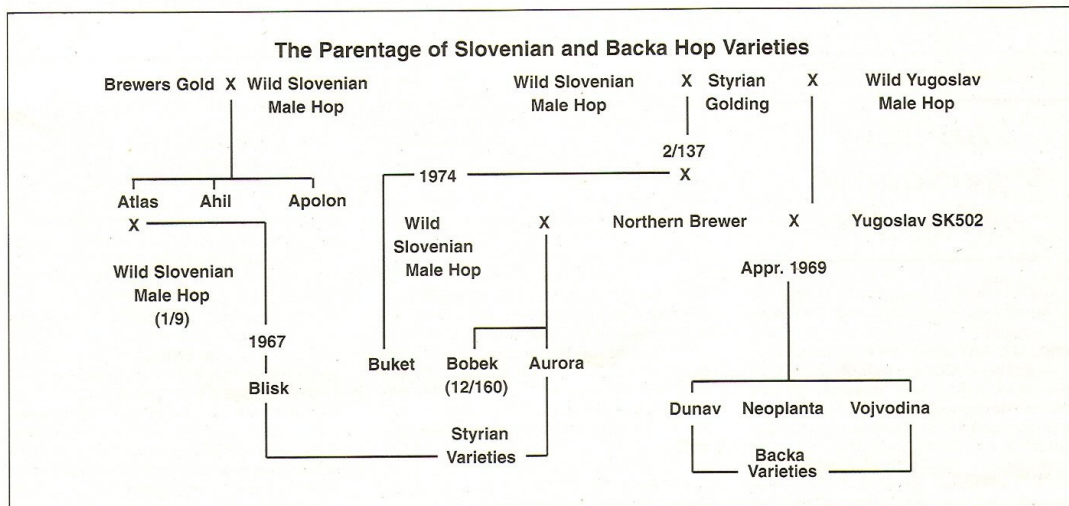 The Parentage of Slovenian and Backa Hop Varieties
Brewers Gold X Wild Slovenian
Male Hop
Wild Slovenian
Male Hop
X
Styrian
Golding
X
Wild Yugoslav
Male Hop
2/137
X
1974
Atlas
Ahil
Apolon
X
Wild Slovenian
Male Hop
(1/9)
Wild
Slovenian
Male Hop
X
Northern Brewer
X
Yugoslav SK502
Appr. 1969
1967
Blisk
Buket
Bobek
(12/160)
Aurora
Styrian
Varieties
Dunav
Neoplanta
Vojvodina
Backa
Varieties